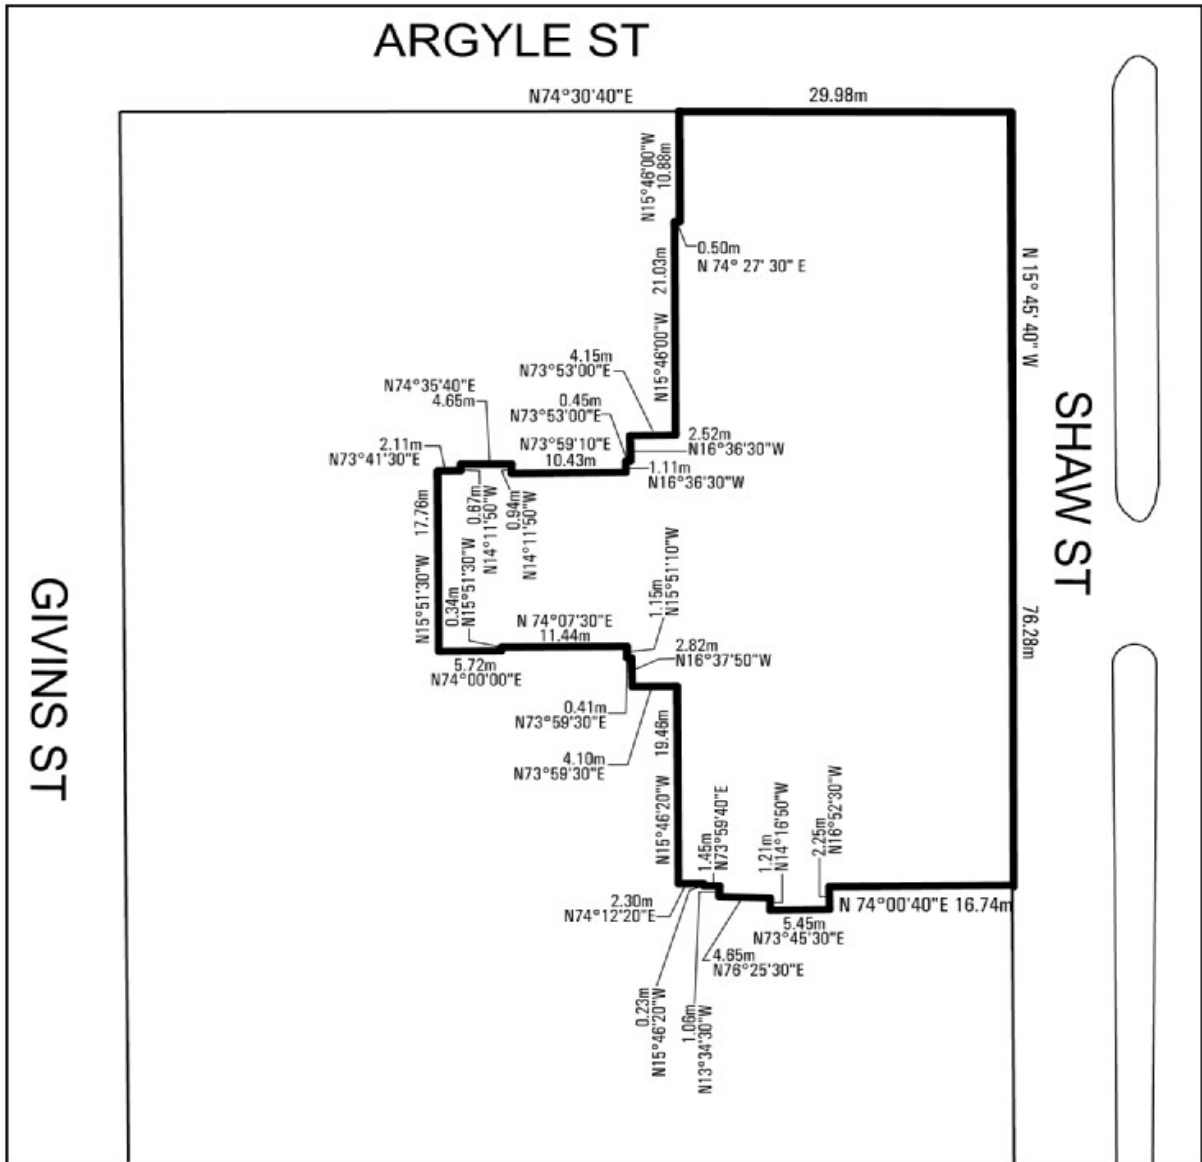 ARGYLE ST
N74°30'40"E
29.98m
N15°46'00"W
10.88m
0.50m
N 74° 27' 30" E
21.03m
N15°46'00"W
N 15° 45' 40" W
76.28m
SHAW ST
4.15m
N73°53'00"E
N74°35'40"E
4.65m
0.45m
N73°53'00"E
2.11m
N73°41'30"E
N73°59'10"E
10.43m
2.52m
N16°36'30"W
1.11m
N16°36'30"W
17.76m
N15°51'30"W
0.67m
N14°11'50"W
0.94m
N14°11'50"W
0.34m
N15°51'30"W
1.15m
N15°51'10"W
GIVINS ST
N 74°07'30"E
11.44m
2.82m
N16°37'50"W
5.72m
N74°00'00"E
0.41m
N73°59'30"E
4.10m
N73°59'30"E
19.46m
N15°46'20"W
1.45m
N73°59'40"E
1.21m
N14°16'50"W
2.25m
N16°52'30"W
2.30m
N74°12'20"E
N 74°00'40"E 16.74m
5.45m
N73°45'30"E
4.65m
N76°25'30"E
0.23m
N15°46'20"W
1.06m
N13°34'30"W